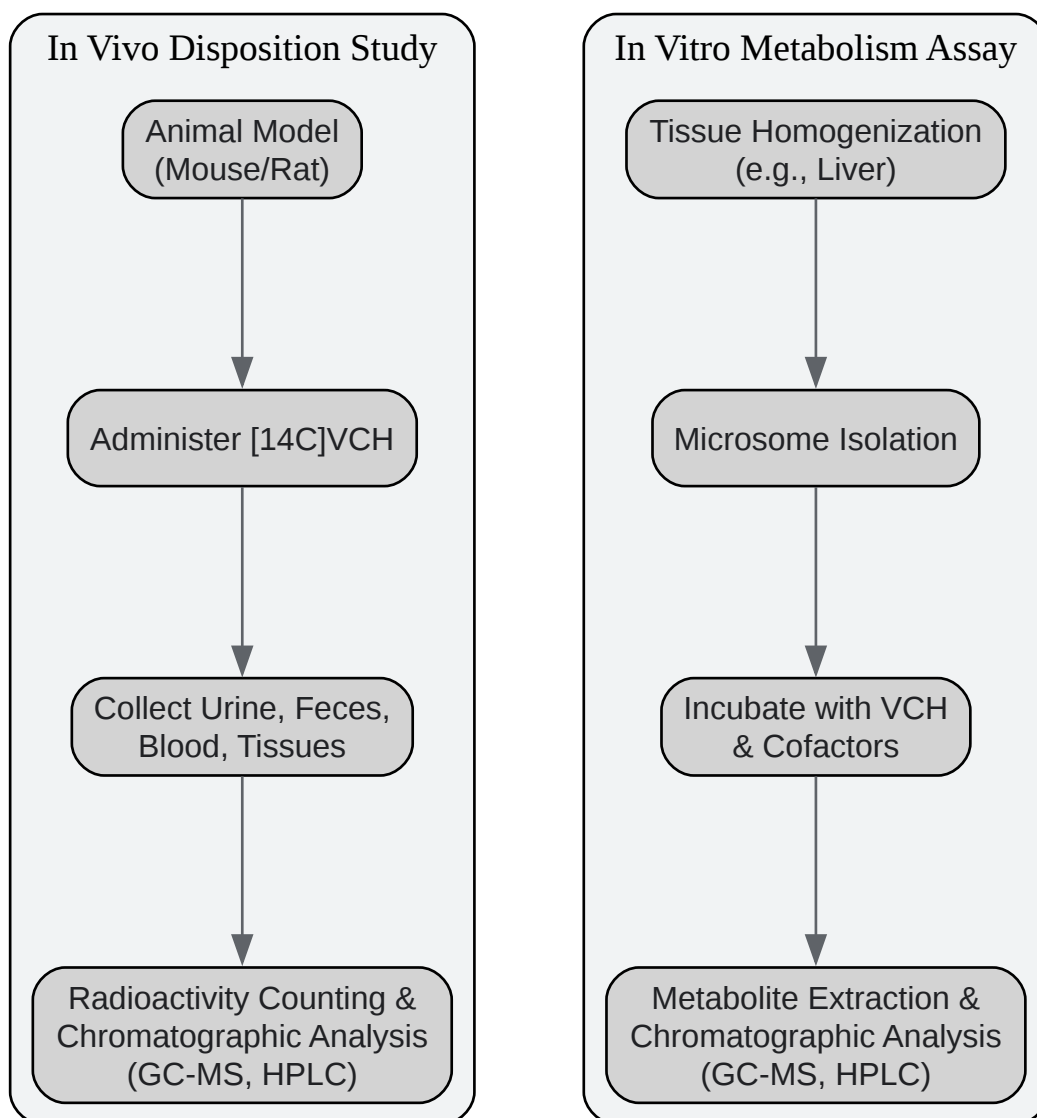 In Vivo Disposition Study
Animal Model
(Mouse/Rat)
Administer [14C]VCH
Collect Urine, Feces,
Blood, Tissues
Radioactivity Counting &
Chromatographic Analysis
(GC-MS, HPLC)
In Vitro Metabolism Assay
Tissue Homogenization
(e.g., Liver)
Microsome Isolation
Incubate with VCH
& Cofactors
Metabolite Extraction &
Chromatographic Analysis
(GC-MS, HPLC)